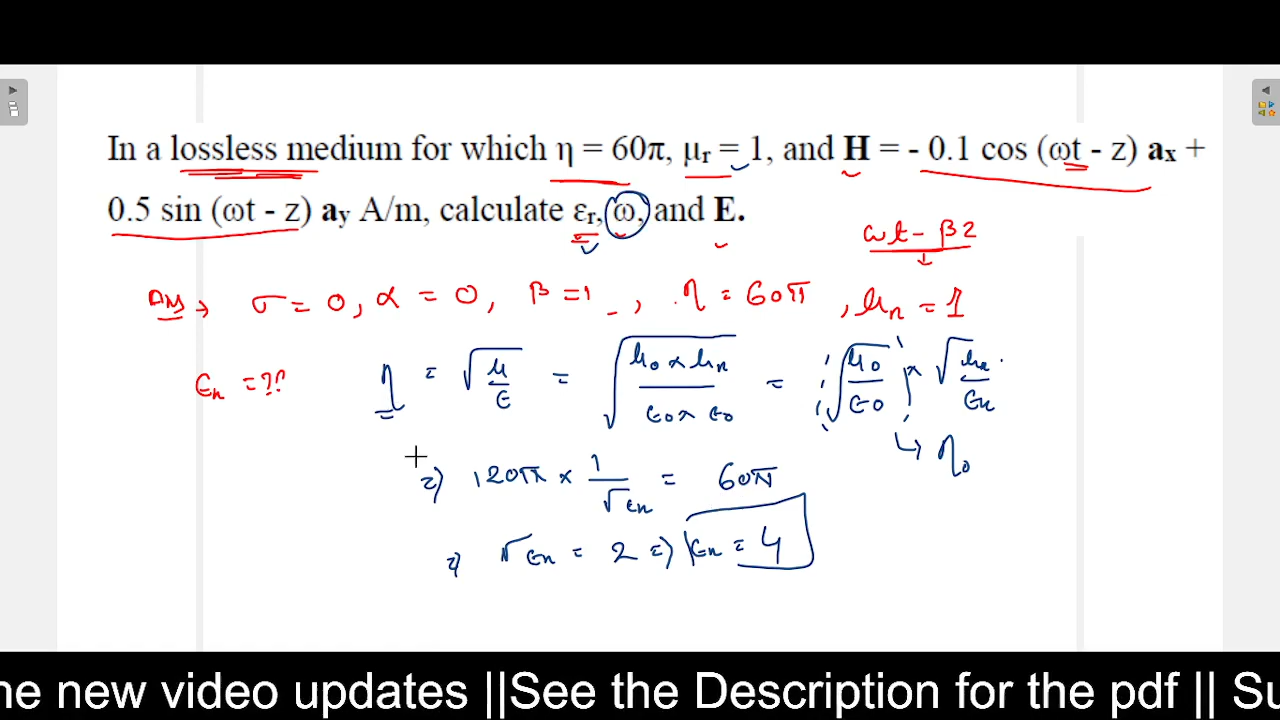 In a lossless medium for which η = 60π, μr = 1, and H = - 0.1 cos (ωt - z) ax +
0.5 sin (ωt - z) ay A/m, calculate εr, ω, and E.
ωt - βz
Ans → σ = 0, α = 0, β = 1, η = 60π, μr = 1
εr = ??
η = √(μ/ε) = √(μ0 × μr / ε0 × ε0) = √(μ0/ε0) × √(μr/εr)
↳ η0
⇒ 120π × 1/√εr = 60π
⇒ √εr = 2 ⇒ εr = 4
he new video updates ||See the Description for the pdf || Su